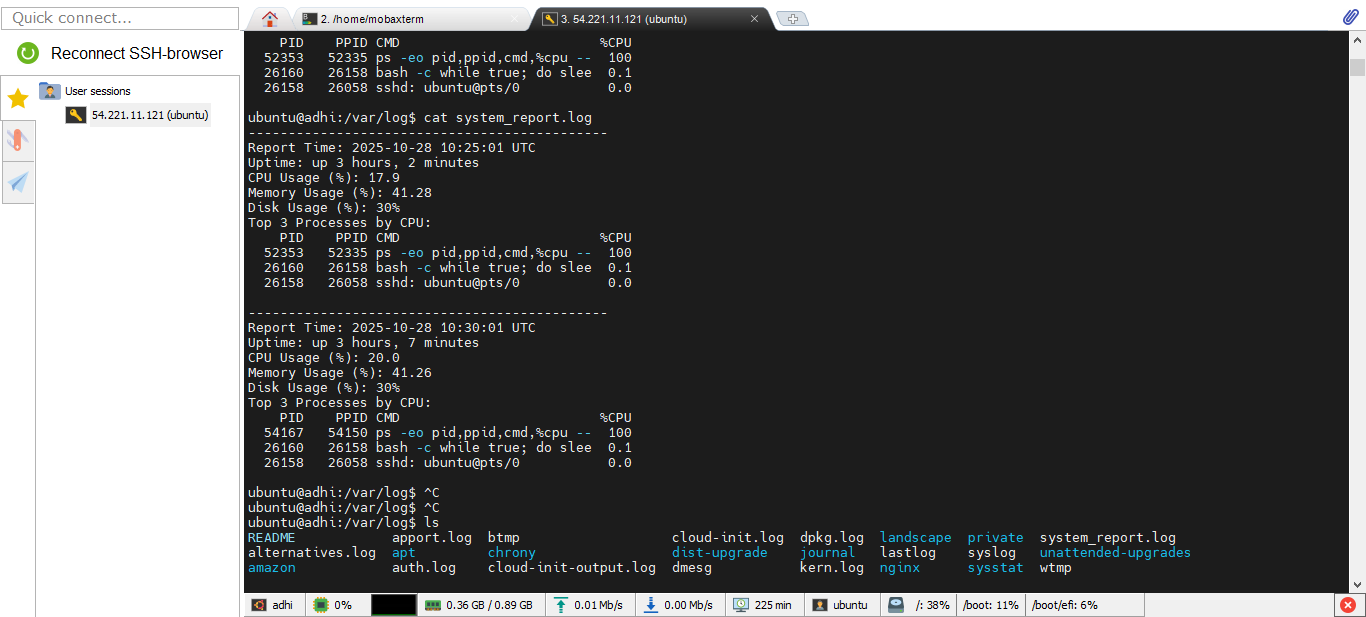 Quick connect...
2. /home/mobaxterm
3. 54.221.11.121 (ubuntu)
Reconnect SSH-browser
User sessions
54.221.11.121 (ubuntu)
    PID    PPID CMD                         %CPU
  52353   52335 ps -eo pid,ppid,cmd,%cpu --  100
  26160   26158 bash -c while true; do slee  0.1
  26158   26058 sshd: ubuntu@pts/0           0.0
ubuntu@adhi:/var/log$ cat system_report.log
---------------------------------------------
Report Time: 2025-10-28 10:25:01 UTC
Uptime: up 3 hours, 2 minutes
CPU Usage (%): 17.9
Memory Usage (%): 41.28
Disk Usage (%): 30%
Top 3 Processes by CPU:
    PID    PPID CMD                         %CPU
  52353   52335 ps -eo pid,ppid,cmd,%cpu --  100
  26160   26158 bash -c while true; do slee  0.1
  26158   26058 sshd: ubuntu@pts/0           0.0
---------------------------------------------
Report Time: 2025-10-28 10:30:01 UTC
Uptime: up 3 hours, 7 minutes
CPU Usage (%): 20.0
Memory Usage (%): 41.26
Disk Usage (%): 30%
Top 3 Processes by CPU:
    PID    PPID CMD                         %CPU
  54167   54150 ps -eo pid,ppid,cmd,%cpu --  100
  26160   26158 bash -c while true; do slee  0.1
  26158   26058 sshd: ubuntu@pts/0           0.0
ubuntu@adhi:/var/log$ ^C
ubuntu@adhi:/var/log$ ^C
ubuntu@adhi:/var/log$ ls
README apport.log btmp cloud-init.log dpkg.log landscape private system_report.log
alternatives.log apt chrony dist-upgrade journal lastlog syslog unattended-upgrades
amazon auth.log cloud-init-output.log dmesg kern.log nginx sysstat wtmp
adhi 0% 0.36 GB / 0.89 GB 0.01 Mb/s 0.00 Mb/s 225 min ubuntu /: 38% /boot: 11% /boot/efi: 6%